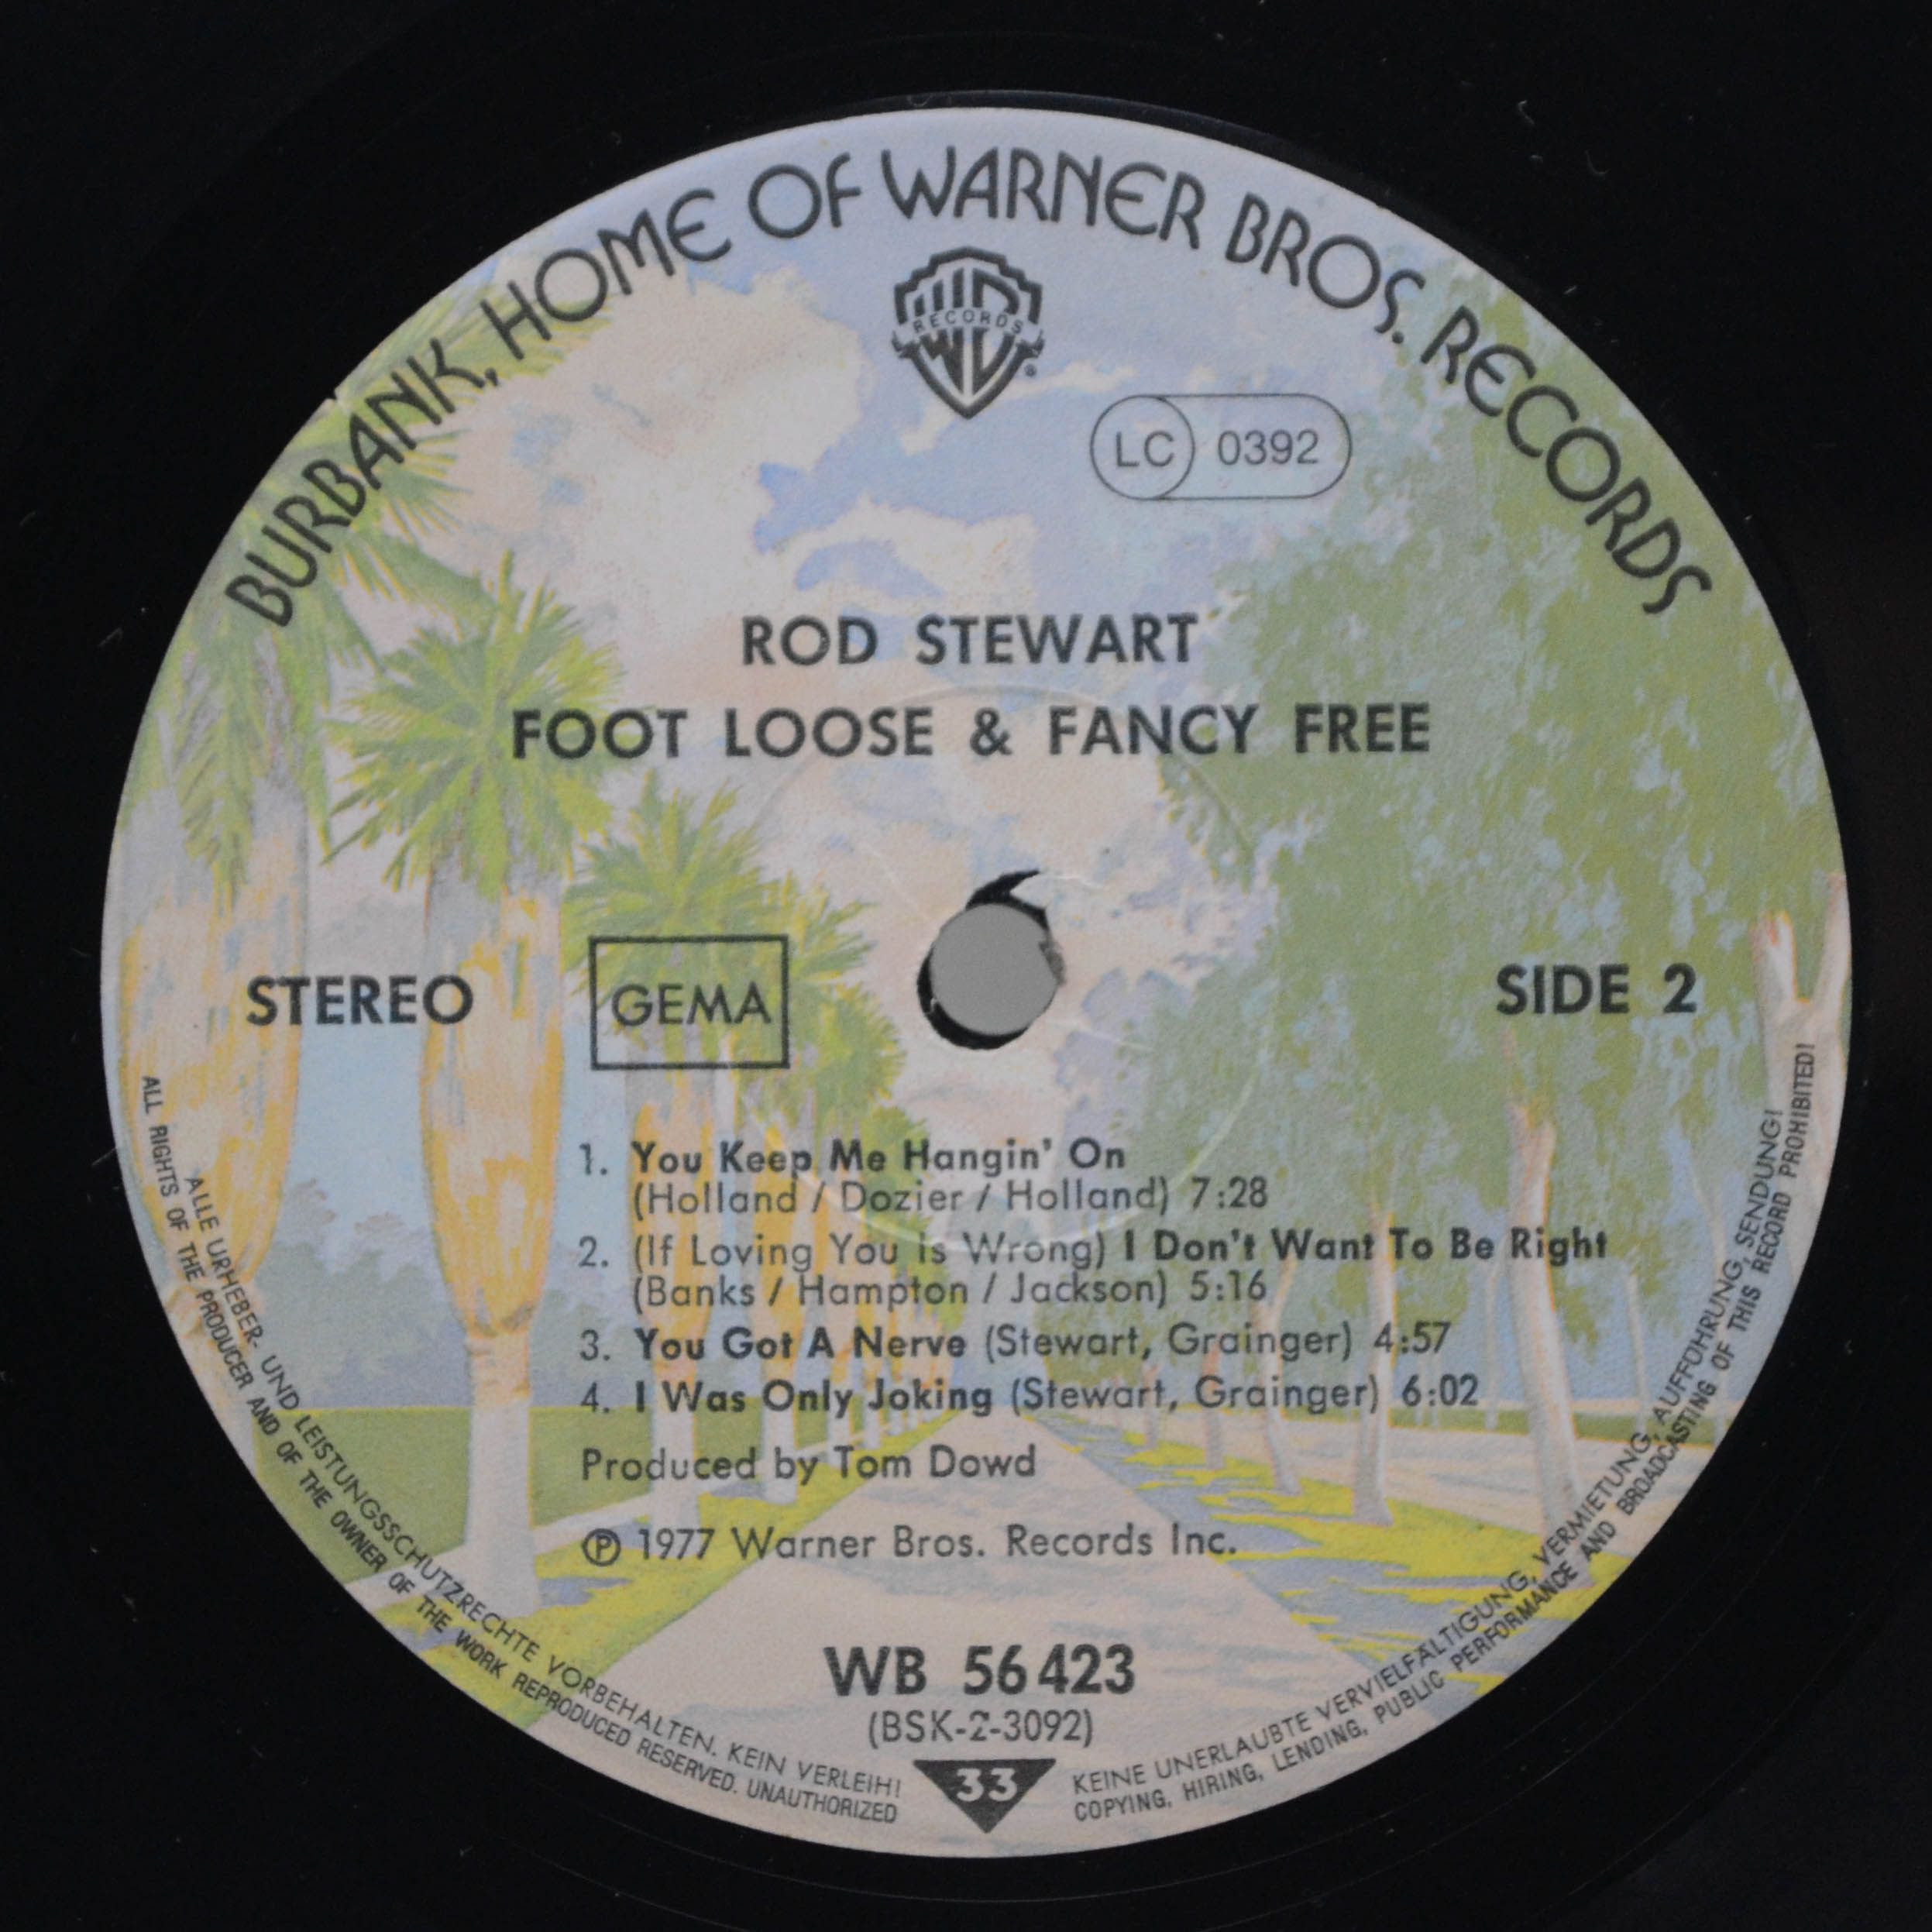 BURBANK, HOME OF WARNER BROS. RECORDS
RECORDS
LC 0392
ROD STEWART
FOOT LOOSE & FANCY FREE
STEREO
GEMA
SIDE 2
1. You Keep Me Hangin' On
(Holland / Dozier / Holland) 7:28
2. (If Loving You is Wrong) I Don't Want To Be Right
(Banks / Hampton / Jackson) 5:16
3. You Got A Nerve (Stewart, Grainger) 4:57
4. I Was Only Joking (Stewart, Grainger) 6:02
Produced by Tom Dowd
Ⓟ 1977 Warner Bros. Records Inc.
WB 56 423
(BSK-2-3092)
33
ALLE URHEBER- UND LEISTUNGSSCHUTZRECHTE VORBEHALTEN. KEIN VERLEIH!
KEINE UNERLAUBTE VERVIELFÄLTIGUNG, VERMIETUNG, AUFFÜHRUNG, SENDUNG!
ALL RIGHTS OF THE PRODUCER AND OF THE OWNER OF THE WORK REPRODUCED RESERVED. UNAUTHORIZED
COPYING, HIRING, LENDING, PUBLIC PERFORMANCE AND BROADCASTING OF THIS RECORD PROHIBITED!